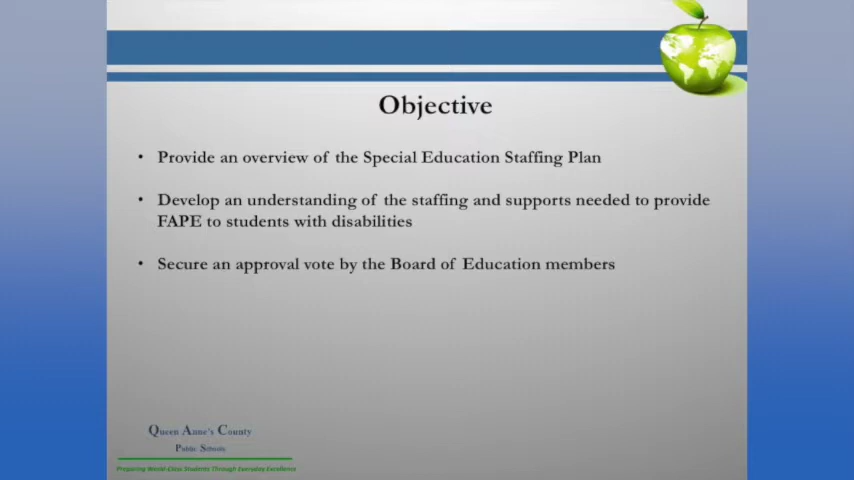 Objective
• Provide an overview of the Special Education Staffing Plan
• Develop an understanding of the staffing and supports needed to provide
FAPE to students with disabilities
• Secure an approval vote by the Board of Education members
Queen Anne's County
Public Schools
Preparing World-Class Students Through Everyday Excellence